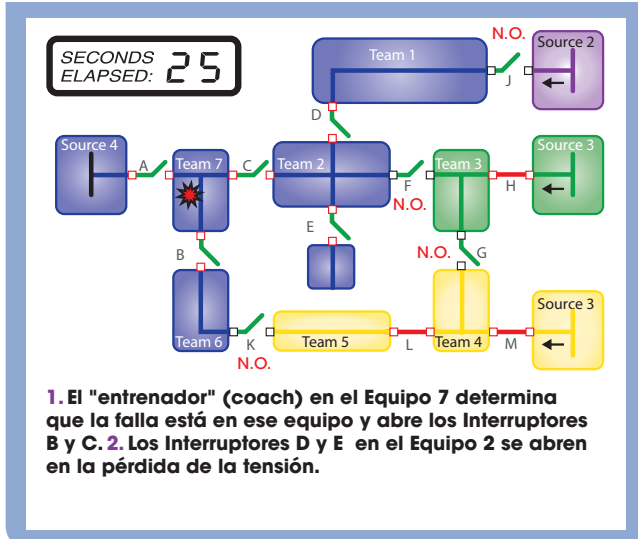 SECONDS
ELAPSED: 25
N.O.
Source 2
Team 1
J
D
Source 4
A
Team 7
C
Team 2
F
N.O.
Team 3
H
Source 3
E
B
N.O.
G
Team 6
K
N.O.
Team 5
L
Team 4
M
Source 3
1. El "entrenador" (coach) en el Equipo 7 determina
que la falla está en ese equipo y abre los Interruptores
B y C. 2. Los Interruptores D y E en el Equipo 2 se abren
en la pérdida de la tensión.